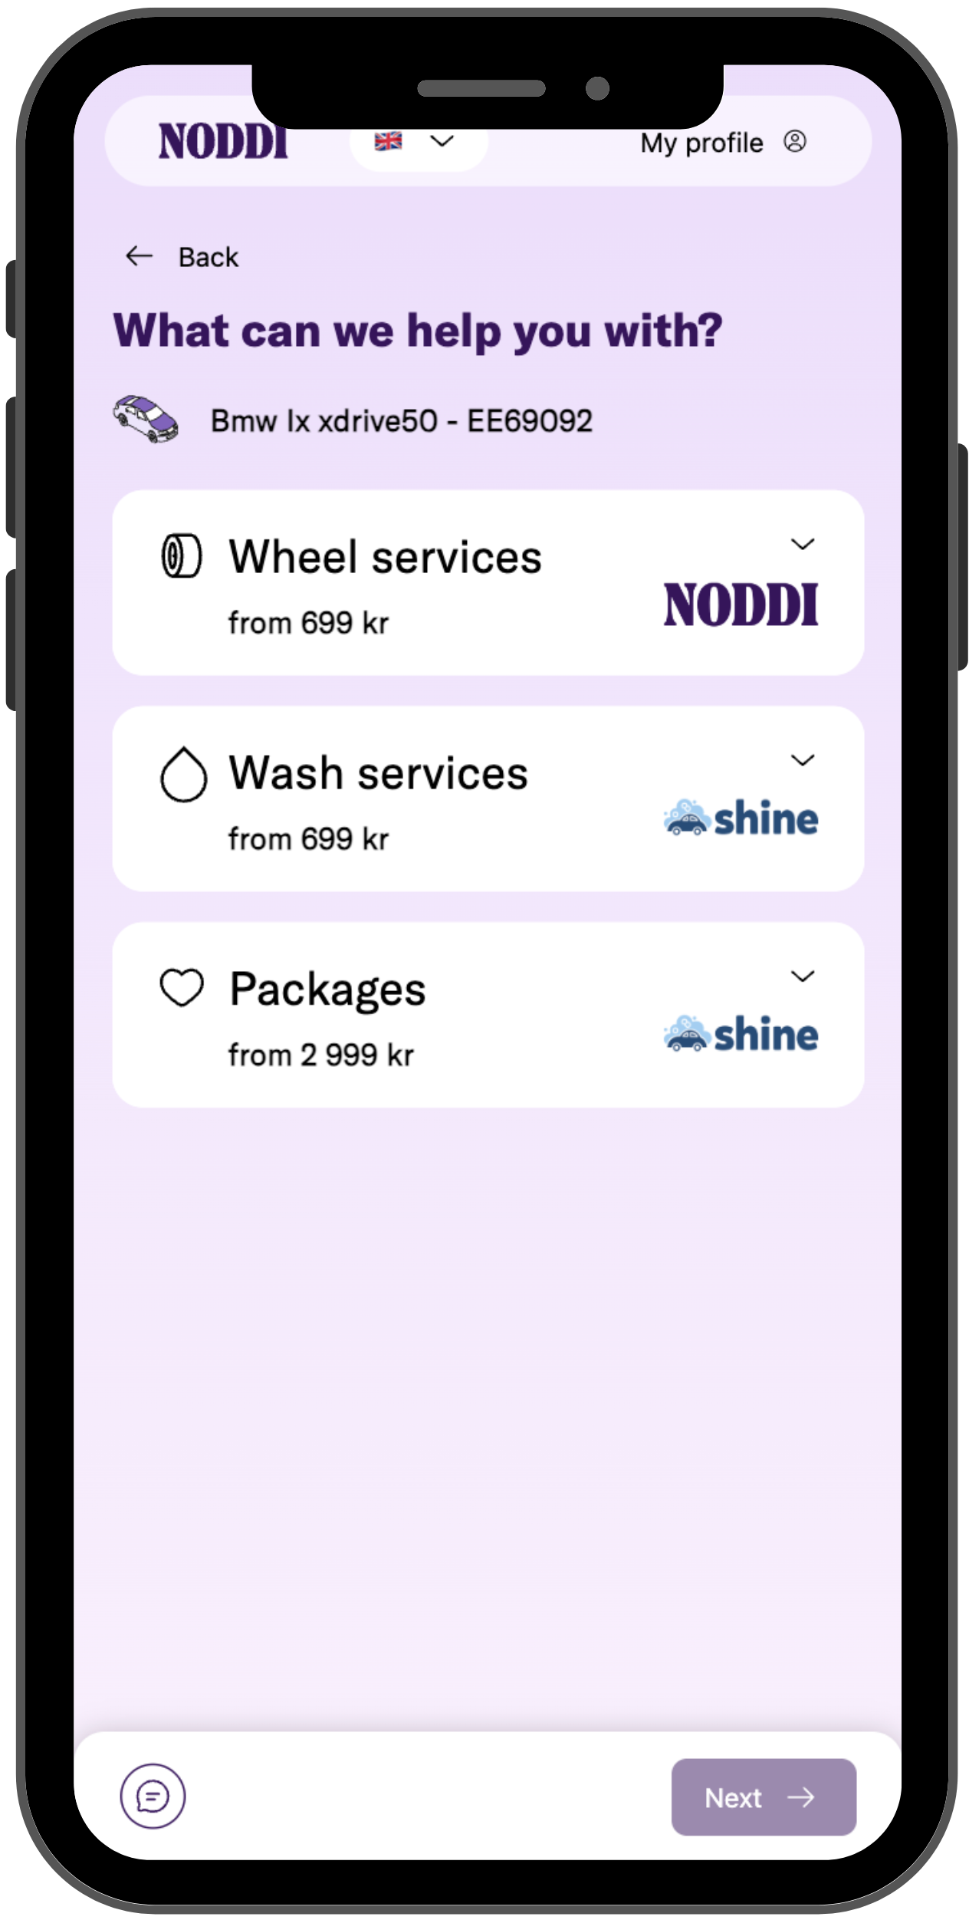 NODDI
My profile
Back
What can we help you with?
Bmw Ix xdrive50 - EE69092
Wheel services
from 699 kr
NODDI
Wash services
from 699 kr
shine
Packages
from 2 999 kr
shine
Next